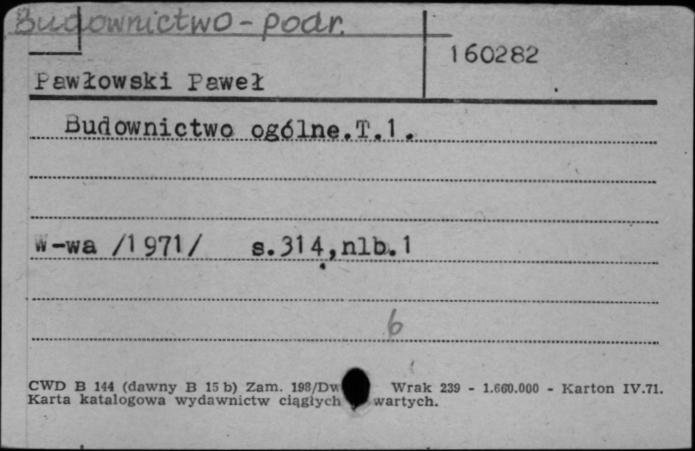 Budownictwo - podr.
160282
Pawłowski Paweł
Budownictwo ogólne.T.1.
W-wa /1971/ s.314,nlb.1
6
CWD B 144 (dawny B 15 b) Zam. 198/Dw Wrak 239 - 1.660.000 - Karton IV.71.
Karta katalogowa wydawnictw ciągłych wartych.